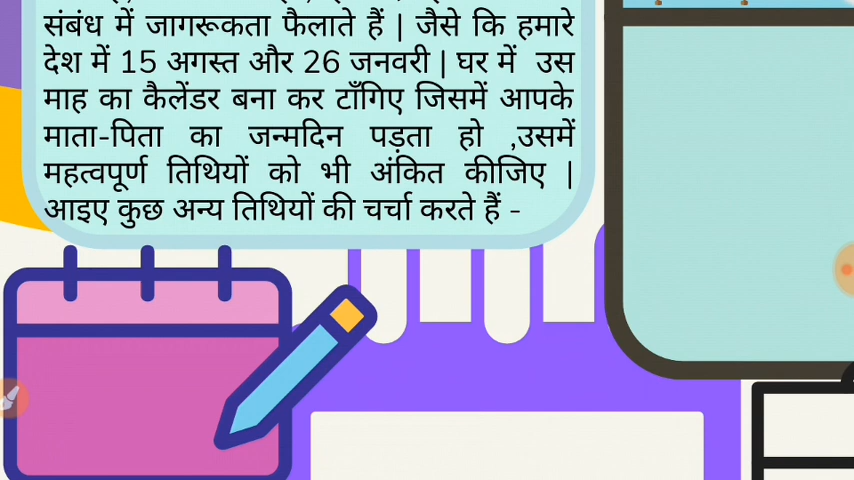 संबंध में जागरूकता फैलाते हैं | जैसे कि हमारे
देश में 15 अगस्त और 26 जनवरी | घर में उस
माह का कैलेंडर बना कर टाँगिए जिसमें आपके
माता-पिता का जन्मदिन पड़ता हो ,उसमें
महत्वपूर्ण तिथियों को भी अंकित कीजिए |
आइए कुछ अन्य तिथियों की चर्चा करते हैं -